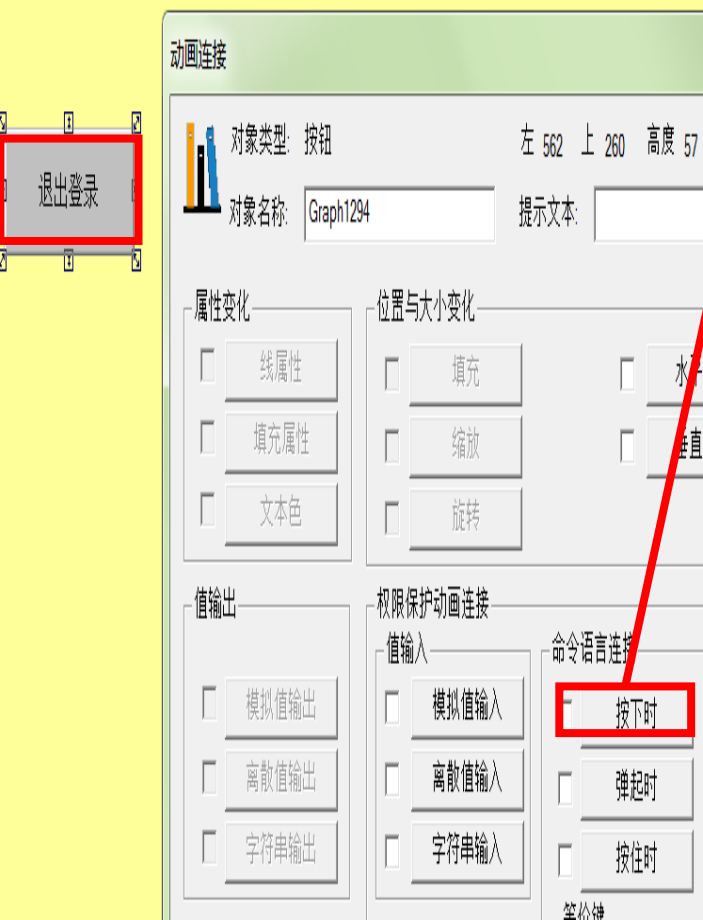 动画连接
退出登录
对象类型: 按钮
左 562 上 260 高度 57
对象名称: Graph1294
提示文本:
属性变化
位置与大小变化
线属性
填充
填充属性
缩放
垂直
文本色
旋转
值输出
权限保护动画连接
值输入
命令语言连接
模拟值输出
模拟值输入
按下时
离散值输出
离散值输入
弹起时
字符串输出
字符串输入
按住时